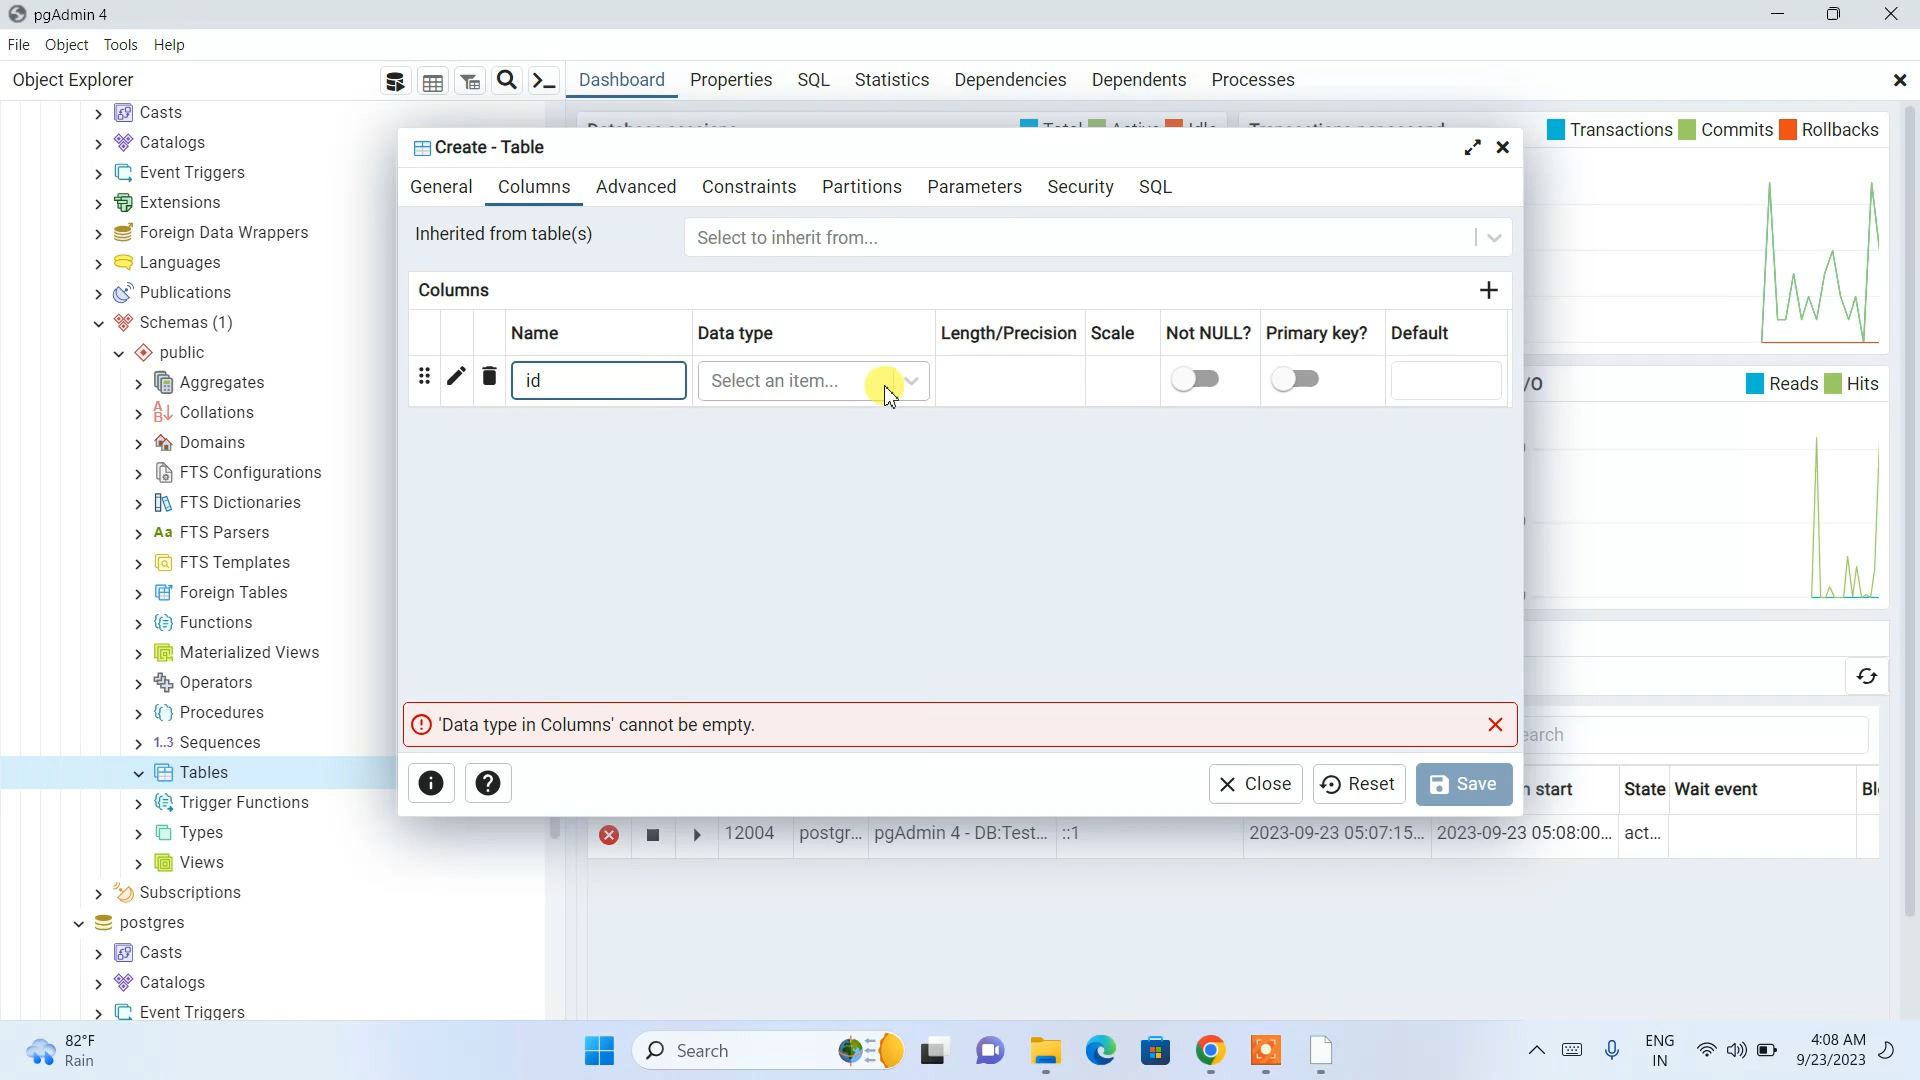 pgAdmin 4
File Object Tools Help
Object Explorer
Dashboard Properties SQL Statistics Dependencies Dependents Processes
Casts
Catalogs
Event Triggers
Extensions
Foreign Data Wrappers
Languages
Publications
Schemas (1)
public
Aggregates
Collations
Domains
FTS Configurations
FTS Dictionaries
FTS Parsers
FTS Templates
Foreign Tables
Functions
Materialized Views
Operators
Procedures
1..3 Sequences
Tables
Trigger Functions
Types
Views
Subscriptions
postgres
Casts
Catalogs
Event Triggers
Transactions Commits Rollbacks
Create - Table
General Columns Advanced Constraints Partitions Parameters Security SQL
Inherited from table(s) Select to inherit from...
Columns
Name Data type Length/Precision Scale Not NULL? Primary key? Default
id Select an item...
/O Reads Hits
'Data type in Columns' cannot be empty.
earch
Close Reset Save
start State Wait event Bl
12004 postgr... pgAdmin 4 - DB:Test... ::1 2023-09-23 05:07:15... 2023-09-23 05:08:00... act...
82°F
Rain
Search
ENG
IN
4:08 AM
9/23/2023